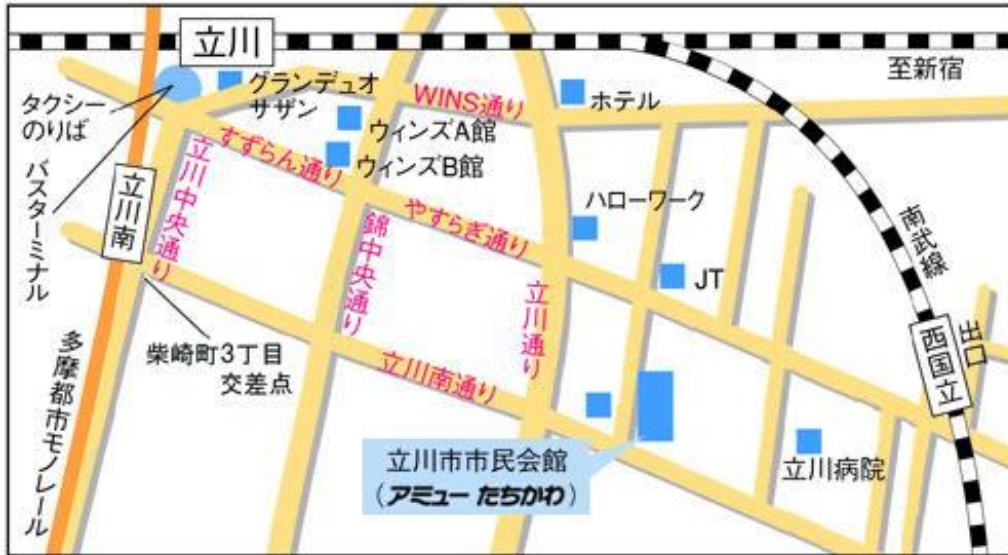 立川
至新宿
グランデュオ
サザン
WINS通り
ホテル
タクシー
のりば
ウィンズA館
ウィンズB館
すずらん通り
バスターミナル
立川南
立川中央通り
やすらぎ通り
ハローワーク
南武線
錦中央通り
JT
立川通り
出口
西国立
柴崎町3丁目
交差点
立川南通り
多摩都市モノレール
立川市市民会館
(アミュー たちかわ)
立川病院